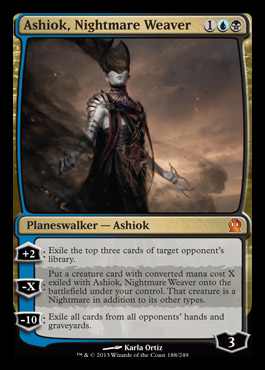 Ashiok, Nightmare Weaver 1
+2 : Exile the top three cards of target opponent's
library.
Planeswalker — Ashiok
-X : Put a creature card with converted mana cost X
exiled with Ashiok, Nightmare Weaver onto the
battlefield under your control. That creature is a
Nightmare in addition to its other types.
-10 : Exile all cards from all opponents' hands and
graveyards.
3
Karla Ortiz
™ & © 2013 Wizards of the Coast 188/249